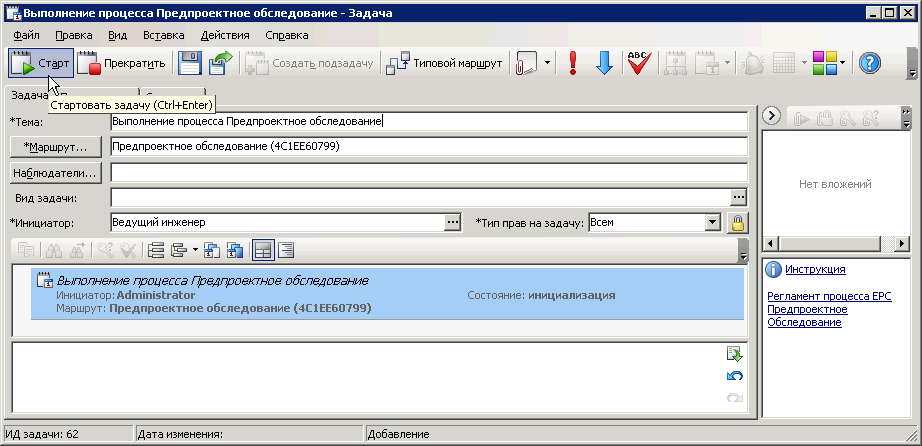 Выполнение процесса Предпроектное обследование - Задача
Файл Правка Вид Вставка Действия Справка
Старт Прекратить Создать подзадачу Типовой маршрут ABC
Задача
Стартовать задачу (Ctrl+Enter)
*Тема: Выполнение процесса Предпроектное обследование
*Маршрут... Предпроектное обследование (4C1EE60799)
Наблюдатели...
Вид задачи: ...
*Инициатор: Ведущий инженер ... *Тип прав на задачу: Всем
Нет вложений
Выполнение процесса Предпроектное обследование
Инициатор: Administrator Состояние: инициализация
Маршрут: Предпроектное обследование (4C1EE60799)
Инструкция
Регламент процесса EPC
Предпроектное
Обследование
ИД задачи: 62 Дата изменения: Добавление